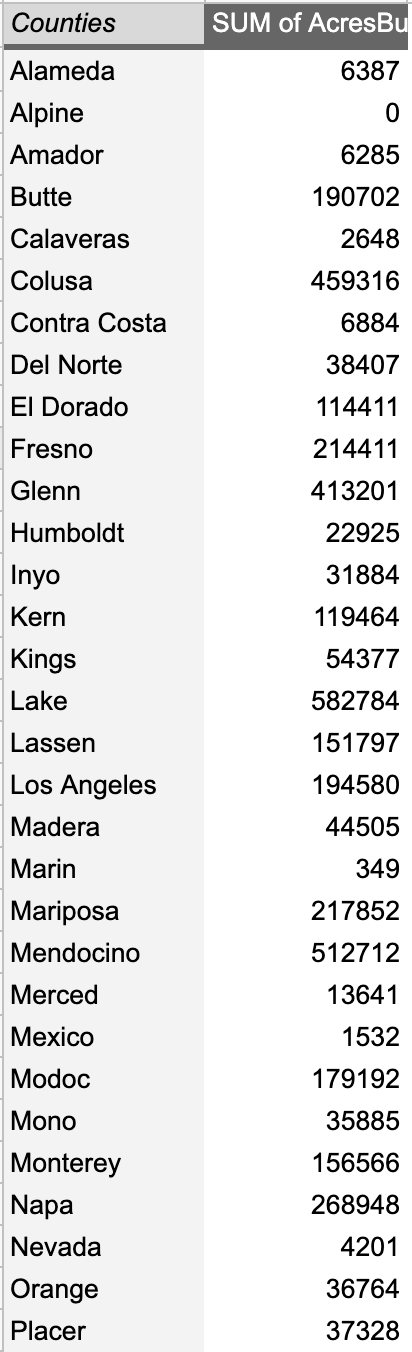 Counties SUM of AcresBu
Alameda 6387
Alpine 0
Amador 6285
Butte 190702
Calaveras 2648
Colusa 459316
Contra Costa 6884
Del Norte 38407
El Dorado 114411
Fresno 214411
Glenn 413201
Humboldt 22925
Inyo 31884
Kern 119464
Kings 54377
Lake 582784
Lassen 151797
Los Angeles 194580
Madera 44505
Marin 349
Mariposa 217852
Mendocino 512712
Merced 13641
Mexico 1532
Modoc 179192
Mono 35885
Monterey 156566
Napa 268948
Nevada 4201
Orange 36764
Placer 37328